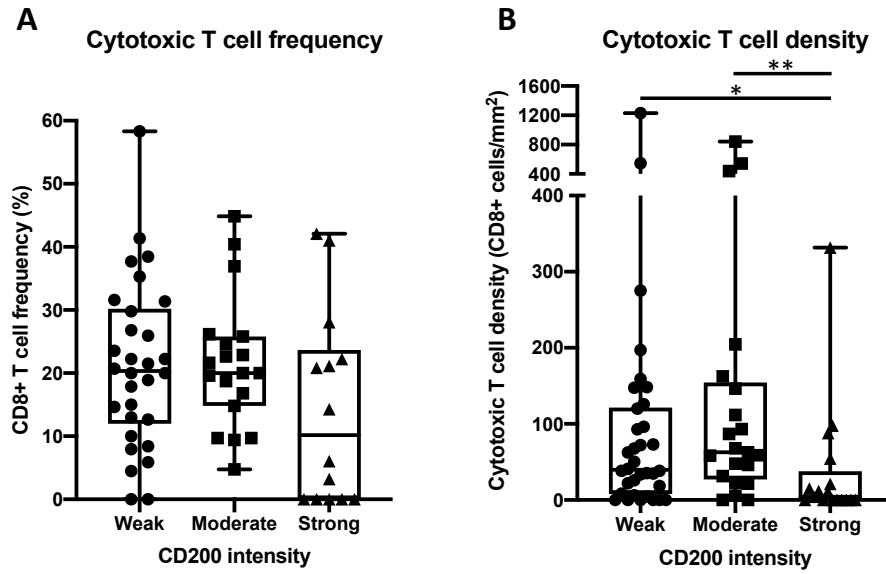 A
Cytotoxic T cell frequency
CD8+ T cell frequency (%)
60
50
40
30
20
10
0
Weak
Moderate
Strong
CD200 intensity
B
Cytotoxic T cell density
**
*
Cytotoxic T cell density (CD8+ cells/mm²)
1600
1200
800
400
400
300
200
100
0
Weak
Moderate
Strong
CD200 intensity